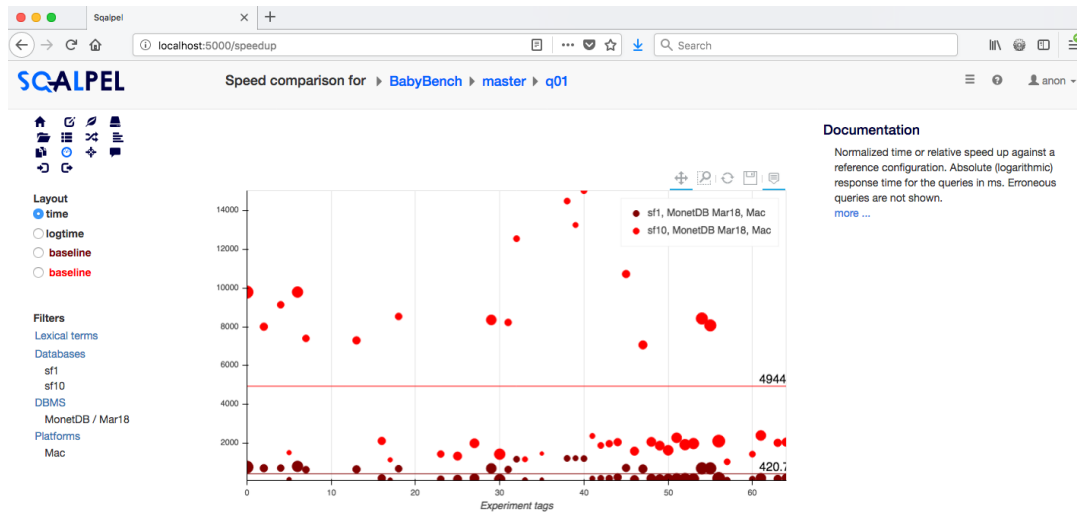 Sqalpel
localhost:5000/speedup
Search
SQALPEL
Speed comparison for BabyBench master q01
anon
Layout
time
logtime
baseline
baseline
Filters
Lexical terms
Databases
sf1
sf10
DBMS
MonetDB / Mar18
Platforms
Mac
14000
12000
10000
8000
6000
4000
2000
sf1, MonetDB Mar18, Mac
sf10, MonetDB Mar18, Mac
4944
420.7
0 10 20 30 40 50 60
Experiment tags
Documentation
Normalized time or relative speed up against a
reference configuration. Absolute (logarithmic)
response time for the queries in ms. Erroneous
queries are not shown.
more ...